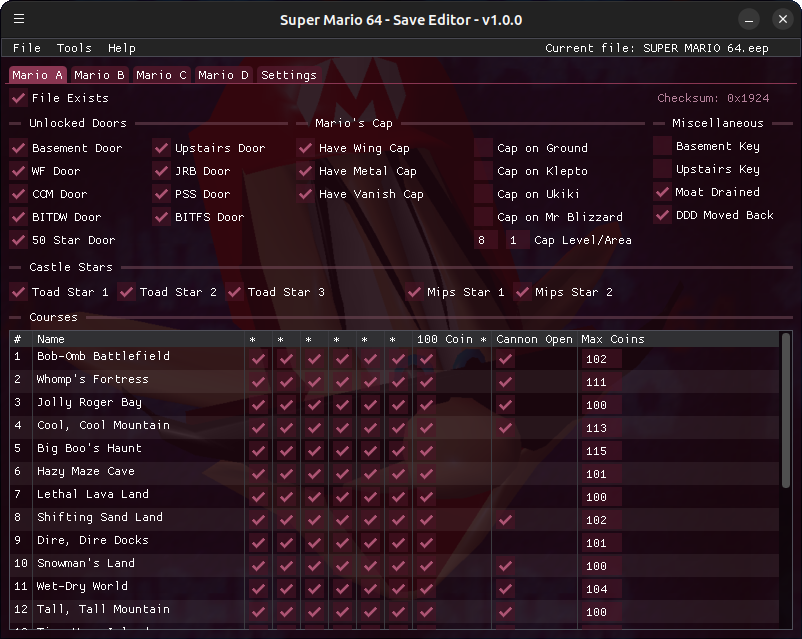 Super Mario 64 - Save Editor - v1.0.0
File Tools Help Current file: SUPER MARIO 64.eep
Mario A Mario B Mario C Mario D Settings
File Exists Checksum: 0x1924
Unlocked Doors Mario's Cap Miscellaneous
Basement Door Upstairs Door Have Wing Cap Cap on Ground Basement Key
WF Door JRB Door Have Metal Cap Cap on Klepto Upstairs Key
CCM Door PSS Door Have Vanish Cap Cap on Ukiki Moat Drained
BITDW Door BITFS Door Cap on Mr Blizzard DDD Moved Back
50 Star Door 8 1 Cap Level/Area
Castle Stars
Toad Star 1 Toad Star 2 Toad Star 3 Mips Star 1 Mips Star 2
Courses
# Name * * * * * * 100 Coin * Cannon Open Max Coins
1 Bob-Omb Battlefield 102
2 Whomp's Fortress 111
3 Jolly Roger Bay 100
4 Cool, Cool Mountain 113
5 Big Boo's Haunt 115
6 Hazy Maze Cave 101
7 Lethal Lava Land 100
8 Shifting Sand Land 102
9 Dire, Dire Docks 101
10 Snowman's Land 100
11 Wet-Dry World 104
12 Tall, Tall Mountain 100